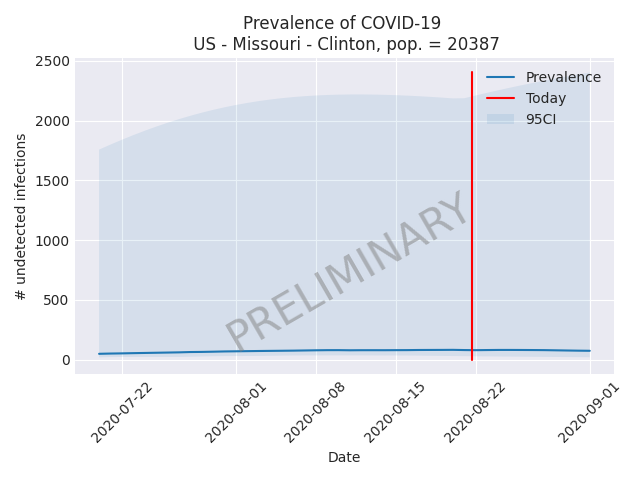 Prevalence of COVID-19
US - Missouri - Clinton, pop. = 20387
2500
2000
1500
1000
500
0
# undetected infections
Prevalence
Today
95CI
PRELIMINARY
2020-07-22
2020-08-01
2020-08-08
2020-08-15
2020-08-22
2020-09-01
Date